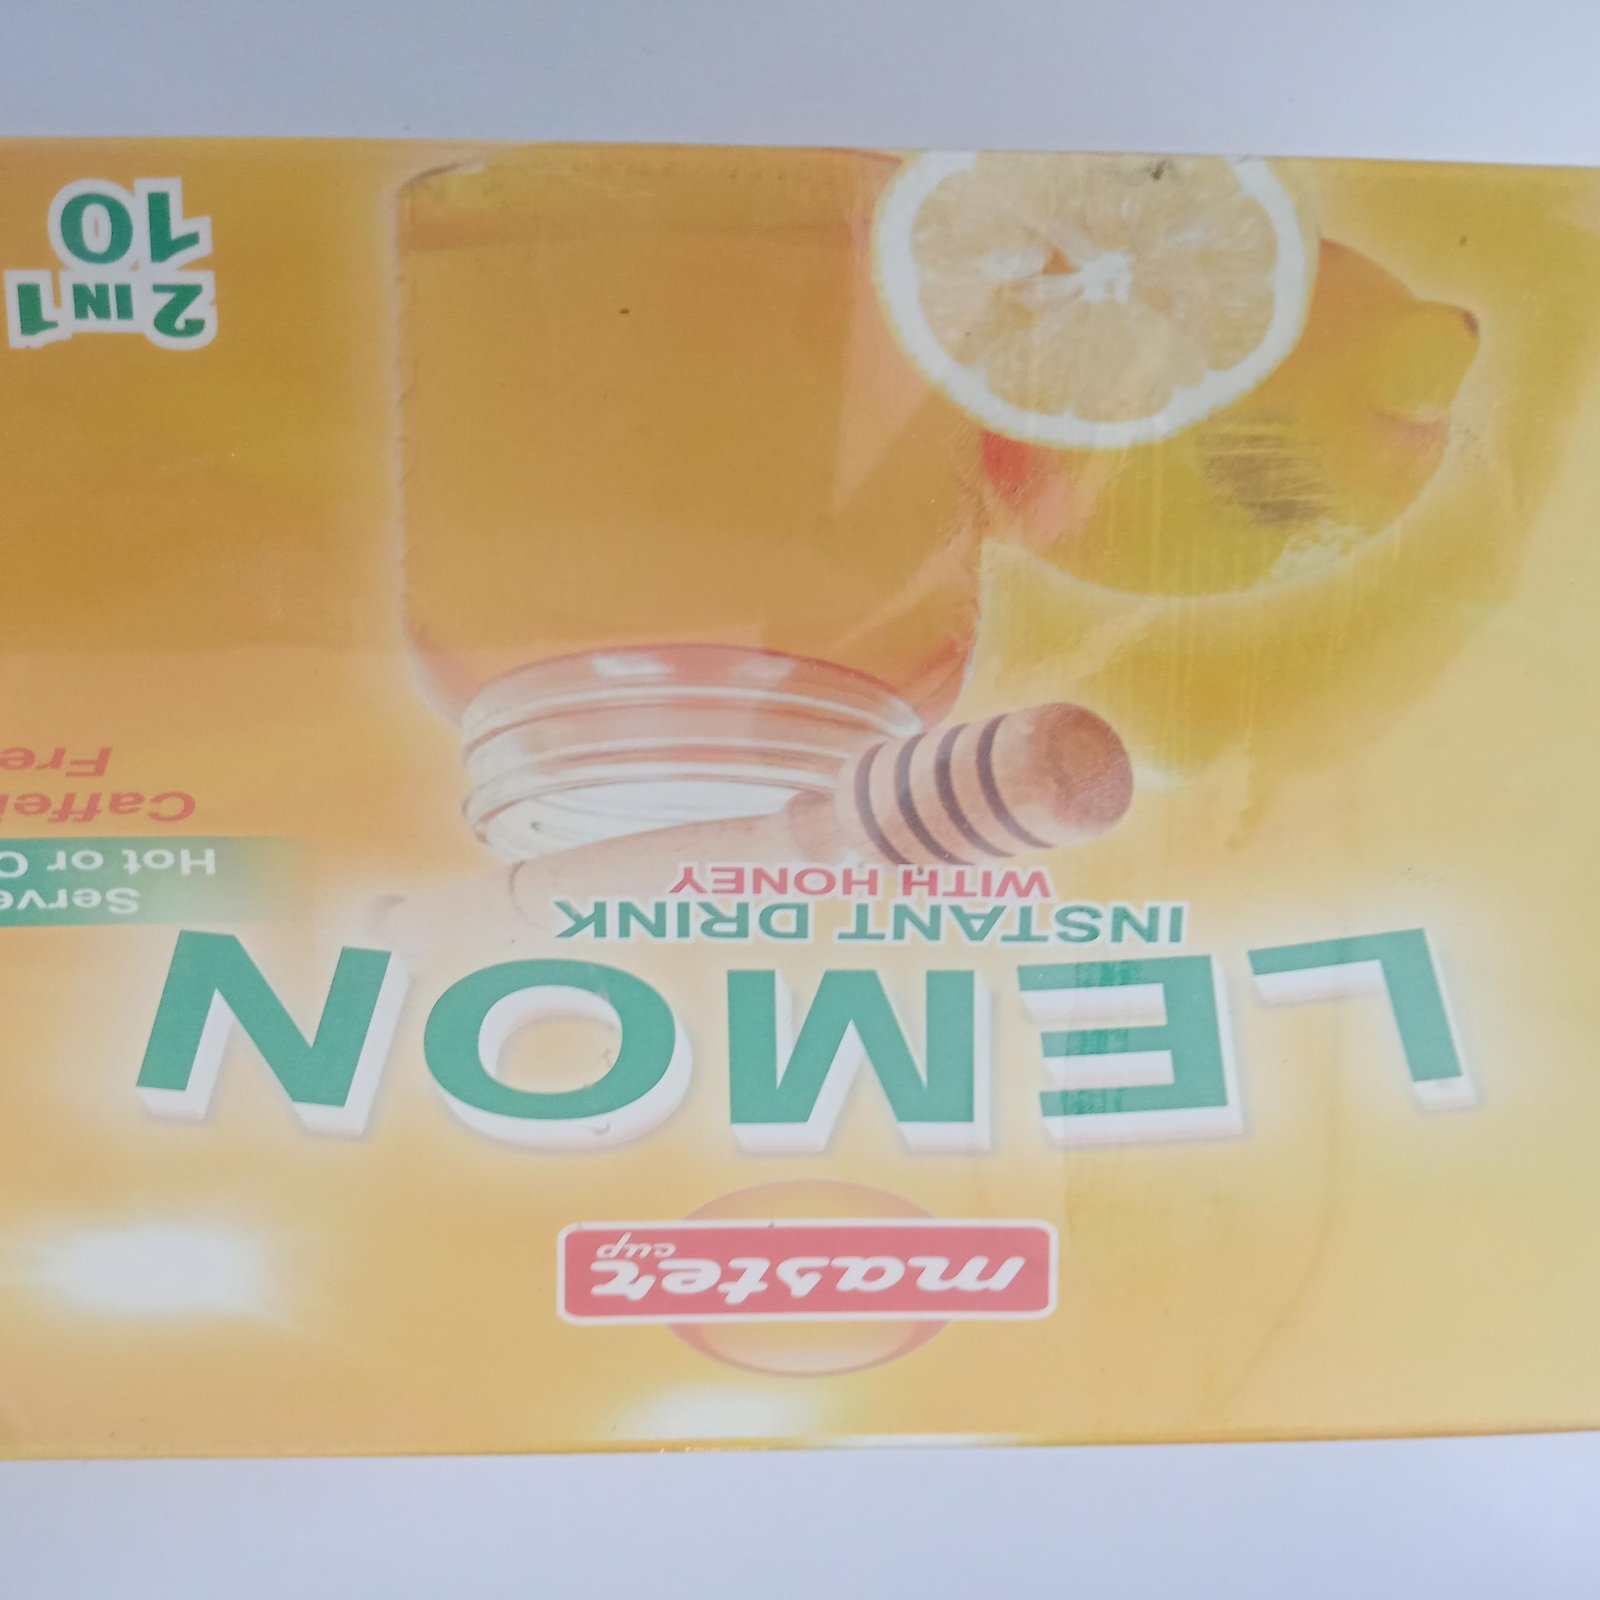 master
cup
LEMON
INSTANT DRINK
WITH HONEY
Serve
Hot or C
Caffei
Fre
2 IN 1
10